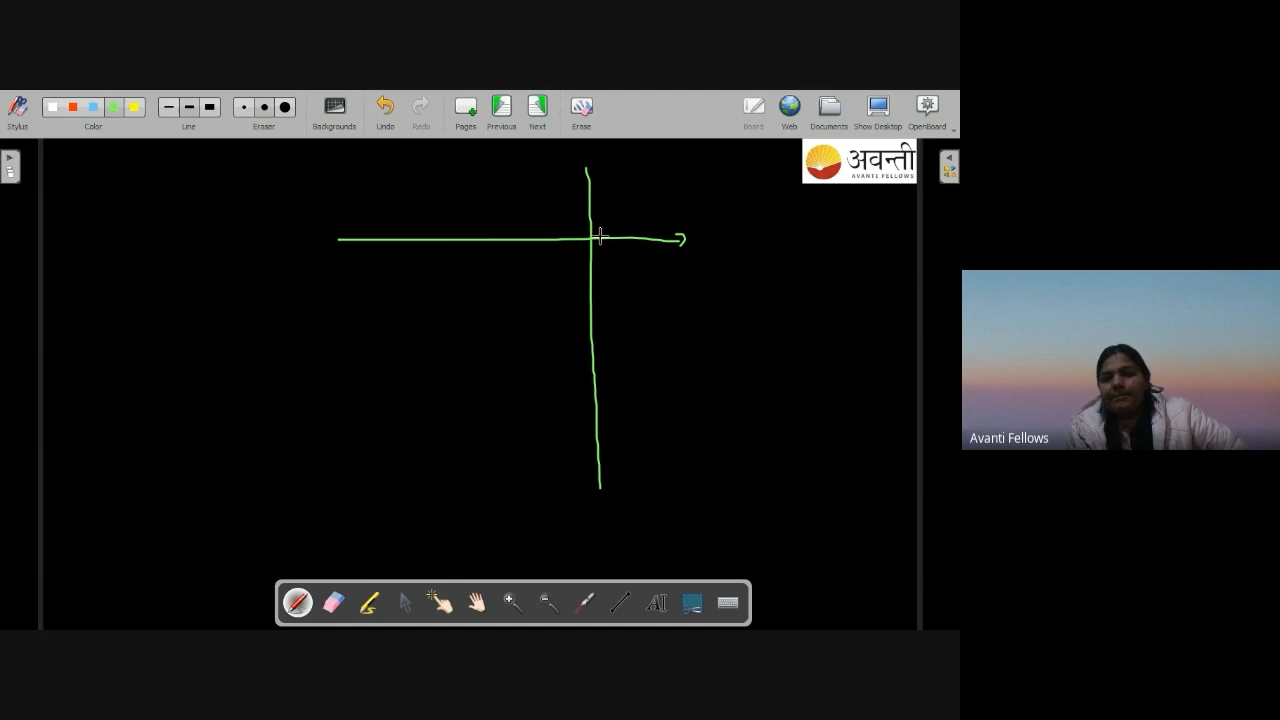 Stylus
Color
Line
Eraser
Backgrounds
Undo
Redo
Pages
Previous
Next
Erase
Board
Web
Documents
Show Desktop
OpenBoard
अवन्ती
AVANTI FELLOWS
AI
Avanti Fellows